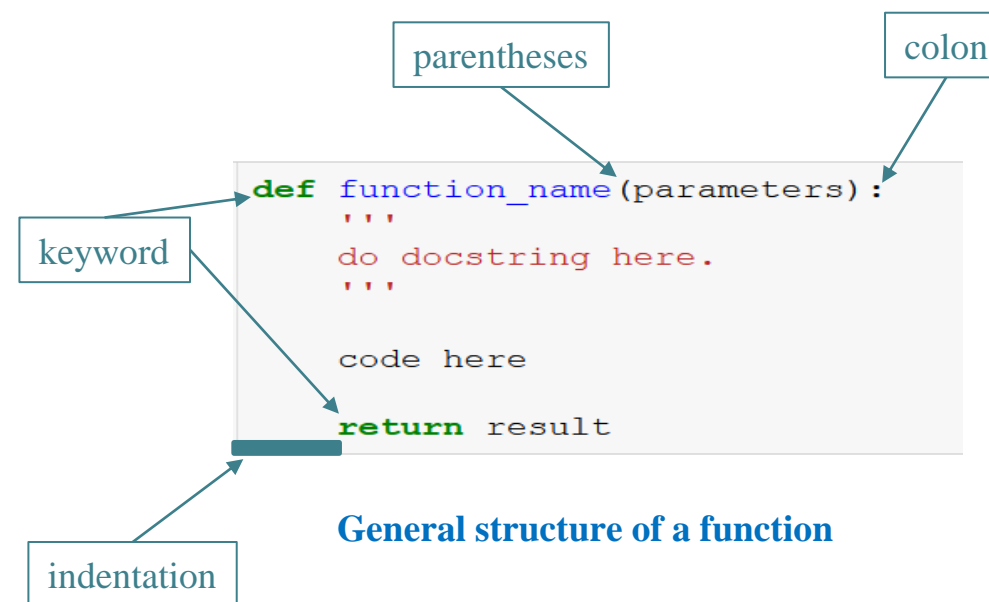 parentheses
colon
def function_name(parameters):
'''
do docstring here.
'''
keyword
code here
return result
General structure of a function
indentation